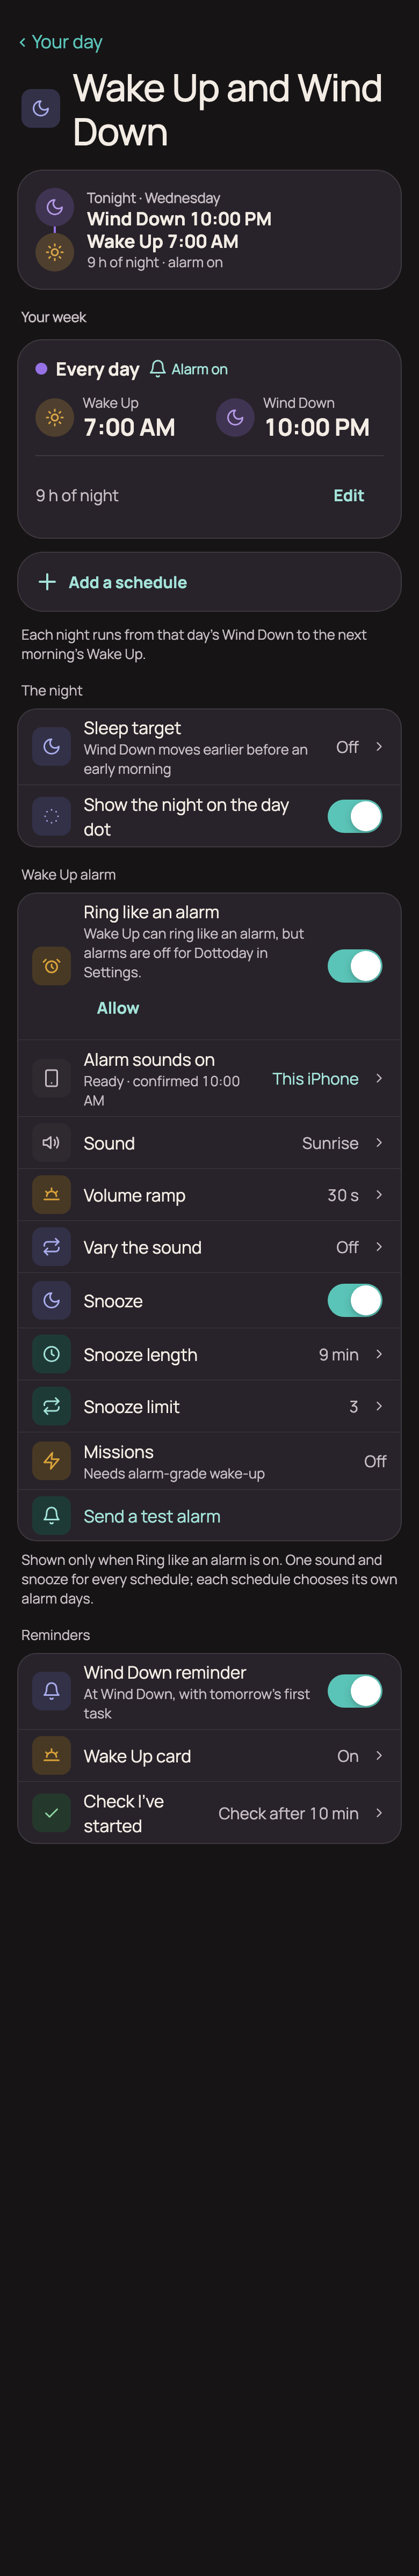 ‹ Your day
Wake Up and Wind
Down
Tonight · Wednesday
Wind Down 10:00 PM
Wake Up 7:00 AM
9 h of night · alarm on
Your week
Every day
Alarm on
Wake Up
7:00 AM
Wind Down
10:00 PM
9 h of night
Edit
Add a schedule
Each night runs from that day's Wind Down to the next
morning's Wake Up.
The night
Sleep target
Wind Down moves earlier before an
early morning
Off
Show the night on the day
dot
Wake Up alarm
Ring like an alarm
Wake Up can ring like an alarm, but
alarms are off for Dottoday in
Settings.
Allow
Alarm sounds on
Ready · confirmed 10:00
AM
This iPhone
Sound
Sunrise
Volume ramp
30 s
Vary the sound
Off
Snooze
Snooze length
9 min
Snooze limit
3
Missions
Needs alarm-grade wake-up
Off
Send a test alarm
Shown only when Ring like an alarm is on. One sound and
snooze for every schedule; each schedule chooses its own
alarm days.
Reminders
Wind Down reminder
At Wind Down, with tomorrow's first
task
Wake Up card
On
Check I've
started
Check after 10 min